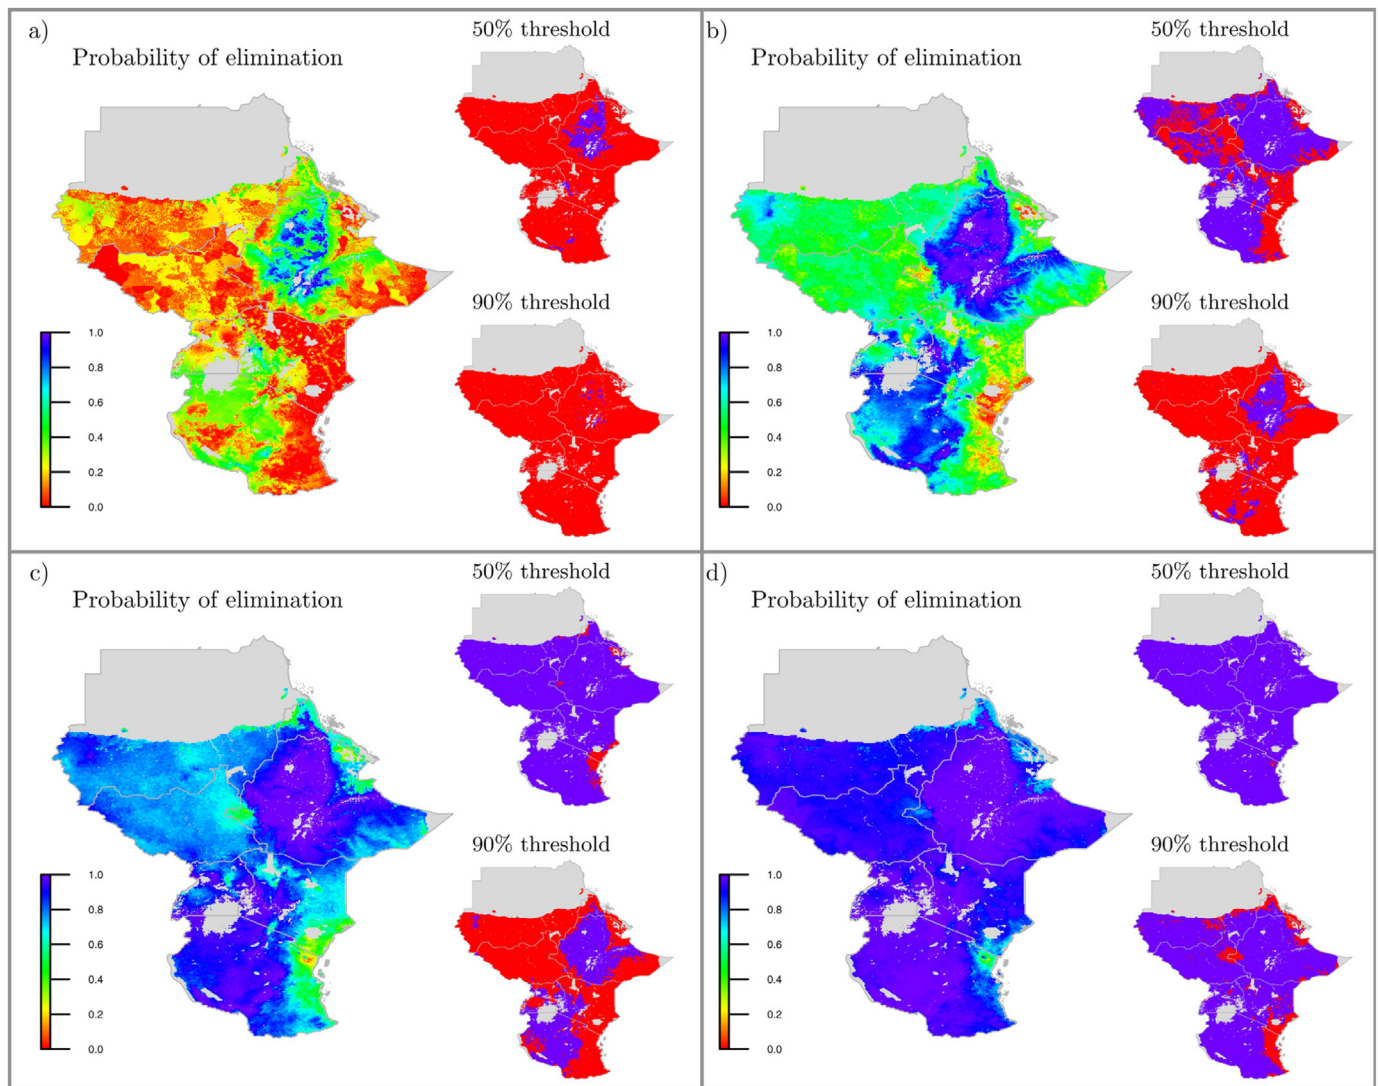 a)
Probability of elimination
50% threshold
90% threshold
1.0
0.8
0.6
0.4
0.2
0.0
b)
Probability of elimination
50% threshold
90% threshold
1.0
0.8
0.6
0.4
0.2
0.0
c)
Probability of elimination
50% threshold
90% threshold
1.0
0.8
0.6
0.4
0.2
0.0
d)
Probability of elimination
50% threshold
90% threshold
1.0
0.8
0.6
0.4
0.2
0.0